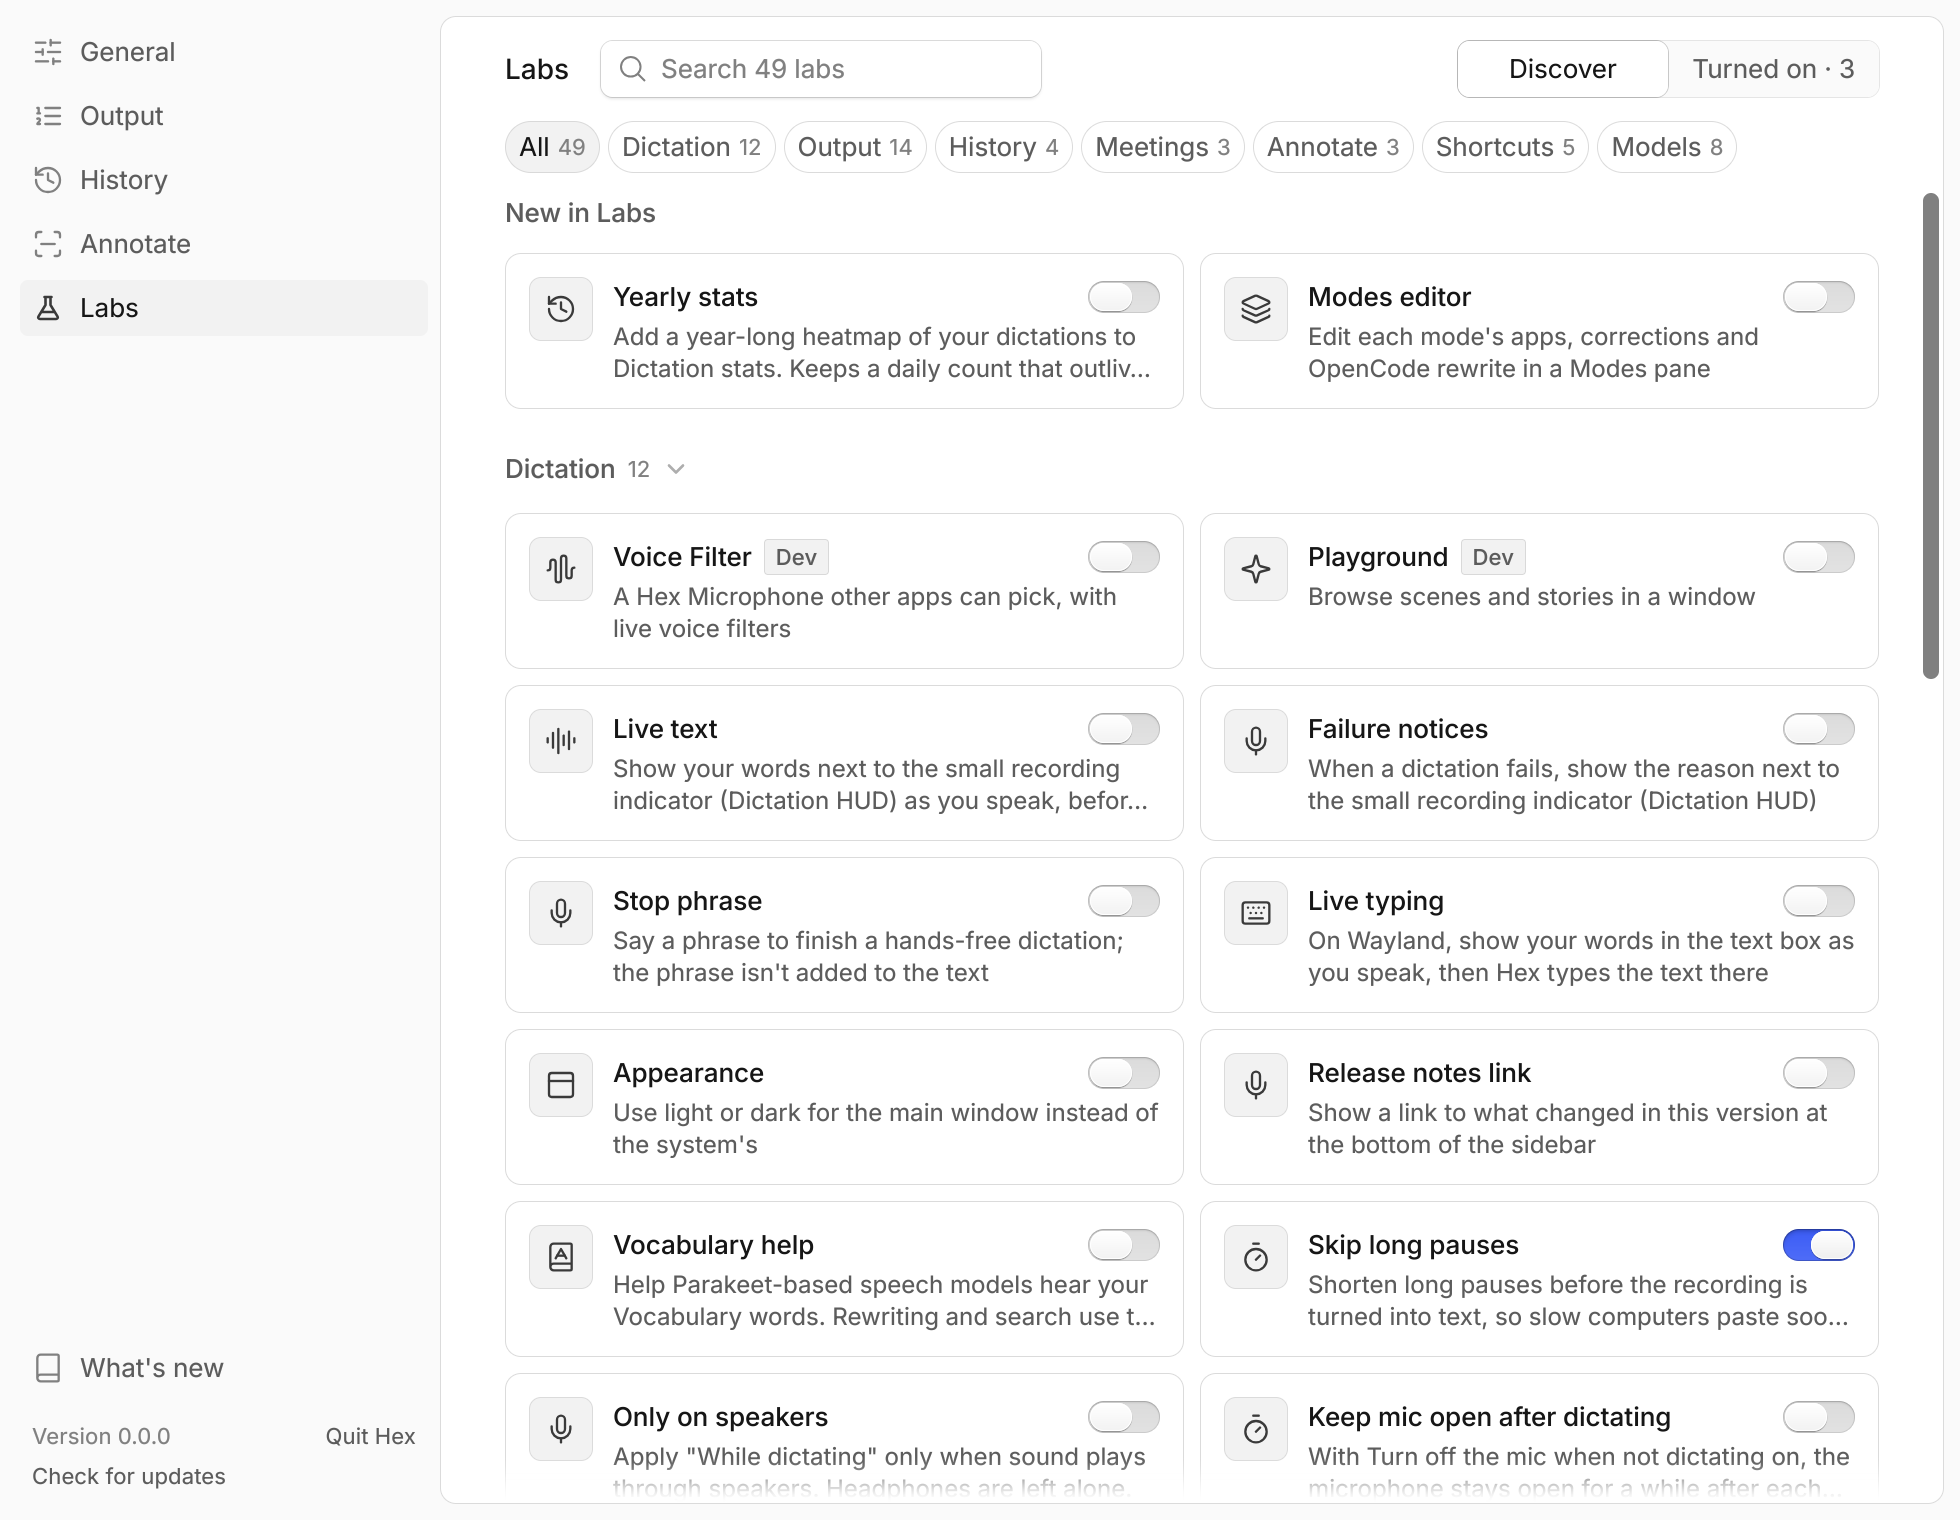 General
Output
History
Annotate
Labs
What's new
Version 0.0.0
Quit Hex
Check for updates
Labs
Search 49 labs
Discover
Turned on · 3
All 49
Dictation 12
Output 14
History 4
Meetings 3
Annotate 3
Shortcuts 5
Models 8
New in Labs
Yearly stats
Add a year-long heatmap of your dictations to
Dictation stats. Keeps a daily count that outliv...
Modes editor
Edit each mode's apps, corrections and
OpenCode rewrite in a Modes pane
Dictation 12
Voice Filter Dev
A Hex Microphone other apps can pick, with
live voice filters
Playground Dev
Browse scenes and stories in a window
Live text
Show your words next to the small recording
indicator (Dictation HUD) as you speak, befor...
Failure notices
When a dictation fails, show the reason next to
the small recording indicator (Dictation HUD)
Stop phrase
Say a phrase to finish a hands-free dictation;
the phrase isn't added to the text
Live typing
On Wayland, show your words in the text box as
you speak, then Hex types the text there
Appearance
Use light or dark for the main window instead of
the system's
Release notes link
Show a link to what changed in this version at
the bottom of the sidebar
Vocabulary help
Help Parakeet-based speech models hear your
Vocabulary words. Rewriting and search use t...
Skip long pauses
Shorten long pauses before the recording is
turned into text, so slow computers paste soo...
Only on speakers
Apply "While dictating" only when sound plays
through speakers. Headphones are left alone.
Keep mic open after dictating
With Turn off the mic when not dictating on, the
microphone stays open for a while after each...